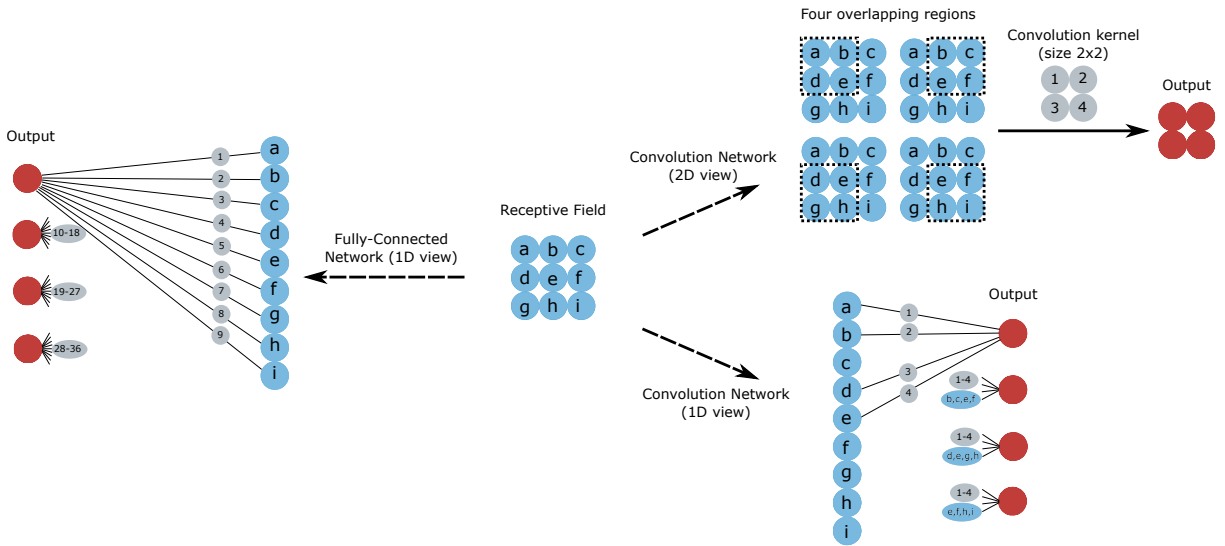 Output
1
2
3
4
5
6
7
8
9
10-18
19-27
28-36
a
b
c
d
e
f
g
h
i
Fully-Connected
Network (1D view)
Receptive Field
a b c
d e f
g h i
Convolution Network
(2D view)
Convolution Network
(1D view)
Four overlapping regions
a b c
d e f
g h i
a b c
d e f
g h i
a b c
d e f
g h i
a b c
d e f
g h i
Convolution kernel
(size 2x2)
1 2
3 4
Output
a
b
c
d
e
f
g
h
i
1
2
3
4
Output
1-4
b,c,e,f
1-4
d,e,g,h
1-4
e,f,h,i